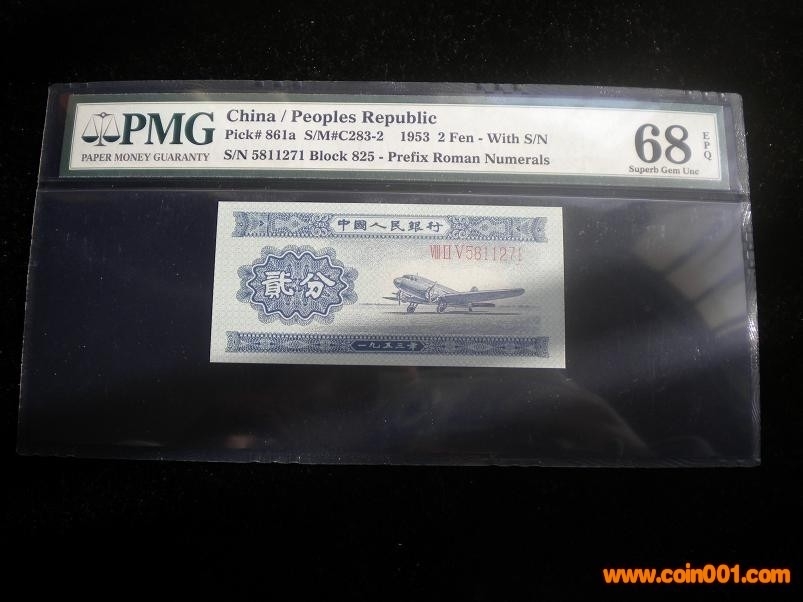 PMG
PAPER MONEY GUARANTY
China / Peoples Republic
Pick# 861a S/M#C283-2 1953 2 Fen - With S/N
S/N 5811271 Block 825 - Prefix Roman Numerals
68
EPQ
Superb Gem Unc
中國人民銀行
VIII II V 5811271
貳分
一九五三年
www.coin001.com